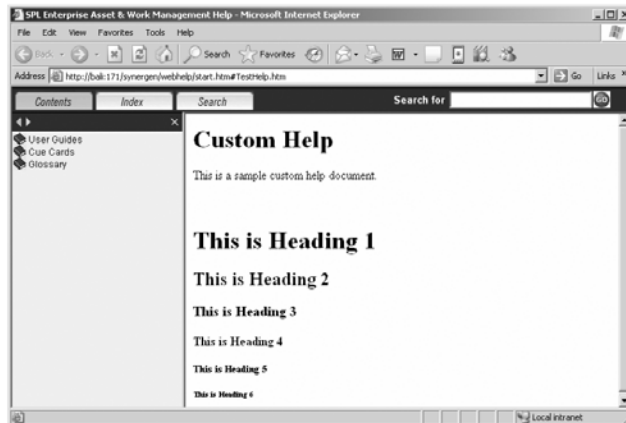 SPL Enterprise Asset & Work Management Help - Microsoft Internet Explorer
File Edit View Favorites Tools Help
Back Search Favorites
Address http://bali:171/synergen/webhelp/start.htm#TestHelp.htm Go Links »
Contents Index Search Search for GO
User Guides
Cue Cards
Glossary
Custom Help
This is a sample custom help document.
This is Heading 1
This is Heading 2
This is Heading 3
This is Heading 4
This is Heading 5
This is Heading 6
Local intranet